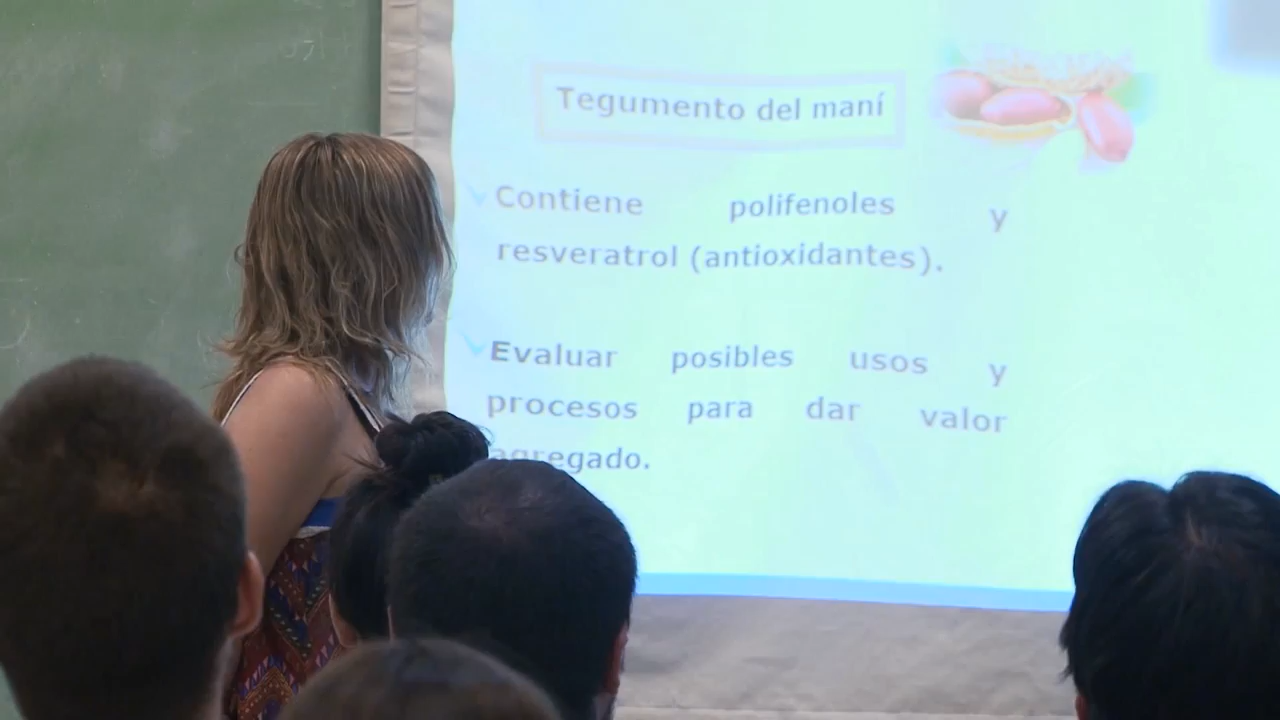 Tegumento del maní
Contiene polifenoles y
resveratrol (antioxidantes).
Evaluar posibles usos y
procesos para dar valor
agregado.